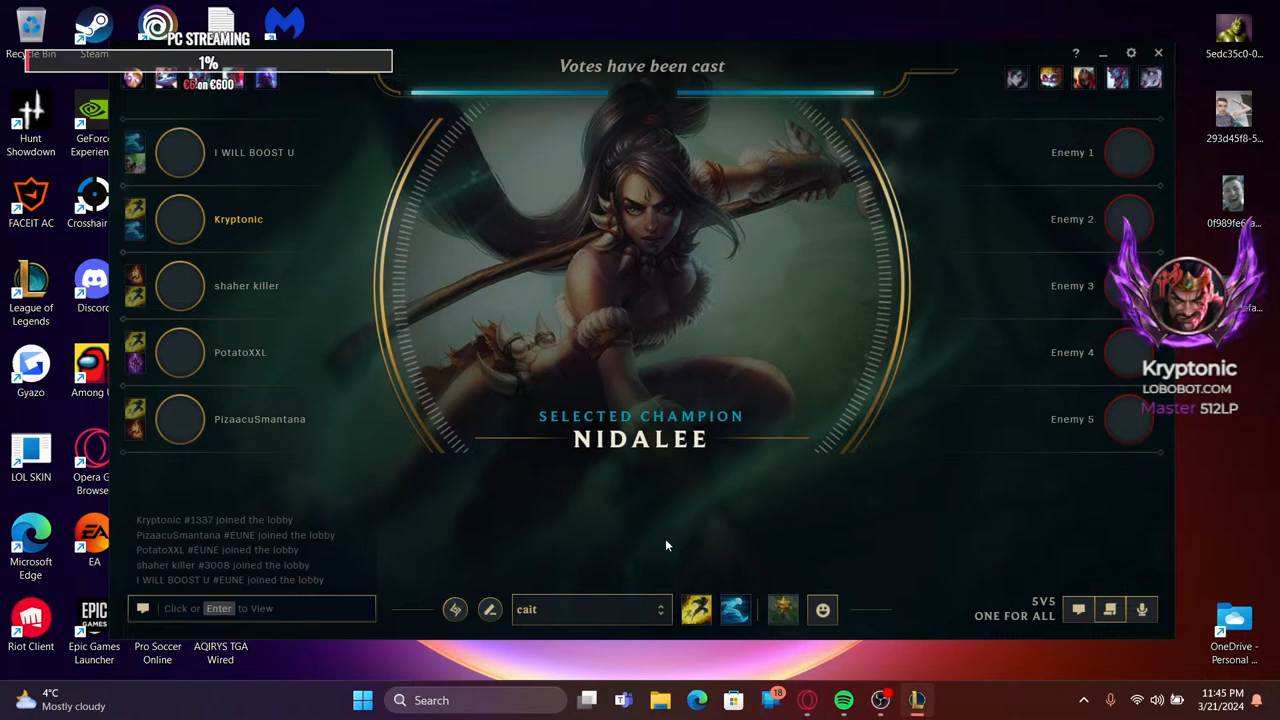 Recycle Bin
Steam
PC STREAMING
1%
€6 on €600
Votes have been cast
?
5edc35c0-0...
Hunt
Showdown
GeForce
Experien...
I WILL BOOST U
Enemy 1
293d45f8-5...
FACEIT AC
Crosshair
Kryptonic
Enemy 2
0f989fe6
League of
Legends
Discord
shaher killer
Enemy 3
Gyazo
Among U
PotatoXXL
Enemy 4
Kryptonic
LOBOBOT.COM
Master 512LP
PizaacuSmantana
SELECTED CHAMPION
NIDALEE
Enemy 5
LOL SKIN
Opera G
Browse
Microsoft
Edge
EA
Kryptonic #1337 joined the lobby
PizaacuSmantana #EUNE joined the lobby
PotatoXXL #EUNE joined the lobby
shaher killer #3008 joined the lobby
I WILL BOOST U #EUNE joined the lobby
Click or Enter to View
cait
5V5
ONE FOR ALL
Riot Client
Epic Games
Launcher
Pro Soccer
Online
AQIRYS TGA
Wired
OneDrive -
Personal ...
4°C
Mostly cloudy
Search
18
11:45 PM
3/21/2024